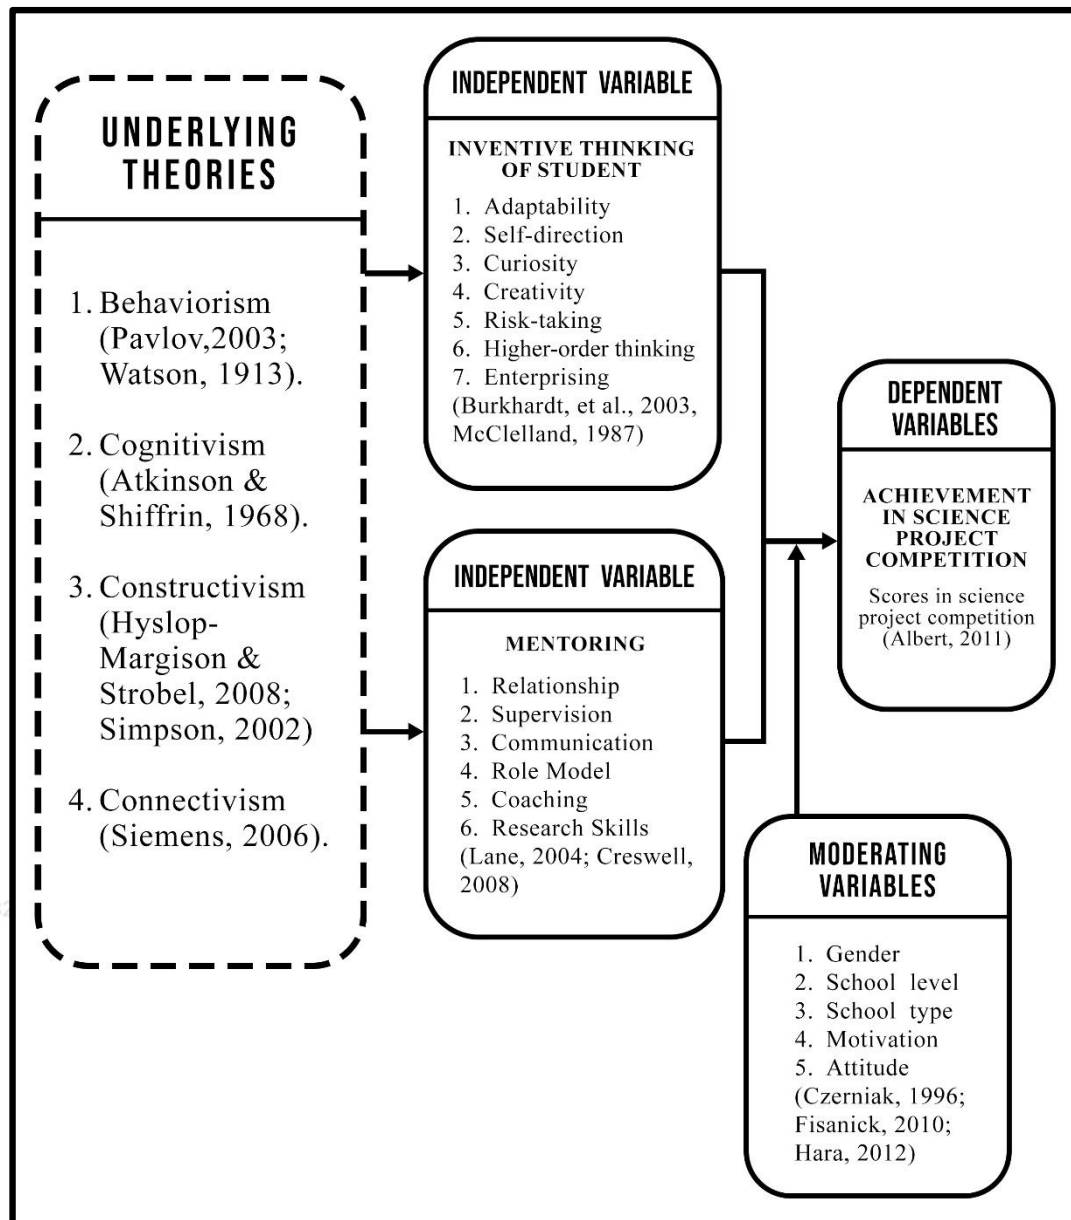 UNDERLYING
THEORIES
1. Behaviorism
(Pavlov,2003;
Watson, 1913).
2. Cognitivism
(Atkinson &
Shiffrin, 1968).
3. Constructivism
(Hyslop-
Margison &
Strobel, 2008;
Simpson, 2002)
4. Connectivism
(Siemens, 2006).
INDEPENDENT VARIABLE
INVENTIVE THINKING
OF STUDENT
1. Adaptability
2. Self-direction
3. Curiosity
4. Creativity
5. Risk-taking
6. Higher-order thinking
7. Enterprising
(Burkhardt, et al., 2003,
McClelland, 1987)
INDEPENDENT VARIABLE
MENTORING
1. Relationship
2. Supervision
3. Communication
4. Role Model
5. Coaching
6. Research Skills
(Lane, 2004; Creswell,
2008)
DEPENDENT
VARIABLES
ACHIEVEMENT
IN SCIENCE
PROJECT
COMPETITION
Scores in science
project competition
(Albert, 2011)
MODERATING
VARIABLES
1. Gender
2. School level
3. School type
4. Motivation
5. Attitude
(Czerniak, 1996;
Fisanick, 2010;
Hara, 2012)